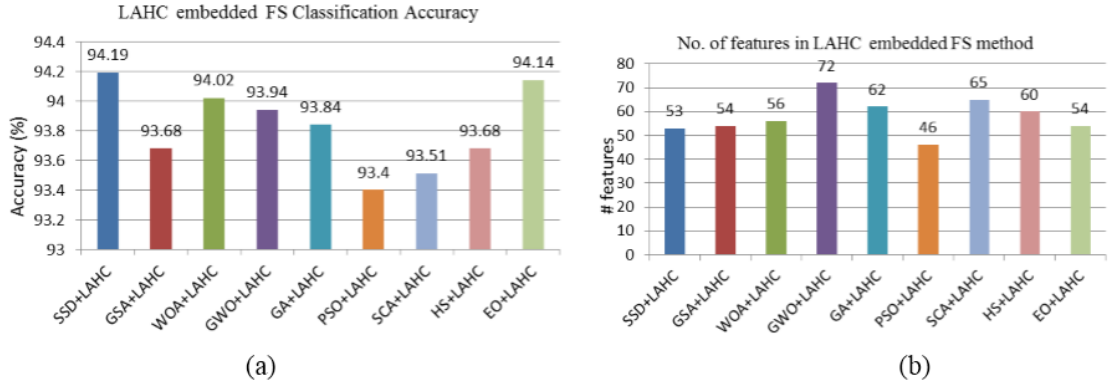 LAHC embedded FS Classification Accuracy
94.4
94.2
94
93.8
93.6
93.4
93.2
93
Accuracy (%)
94.19
93.68
94.02
93.94
93.84
93.4
93.51
93.68
94.14
SSD+LAHC
GSA+LAHC
WOA+LAHC
GWO+LAHC
GA+LAHC
PSO+LAHC
SCA+LAHC
HS+LAHC
EO+LAHC
(a)
No. of features in LAHC embedded FS method
80
70
60
50
40
30
20
10
0
# features
53
54
56
72
62
46
65
60
54
SSD+LAHC
GSA+LAHC
WOA+LAHC
GWO+LAHC
GA+LAHC
PSO+LAHC
SCA+LAHC
HS+LAHC
EO+LAHC
(b)